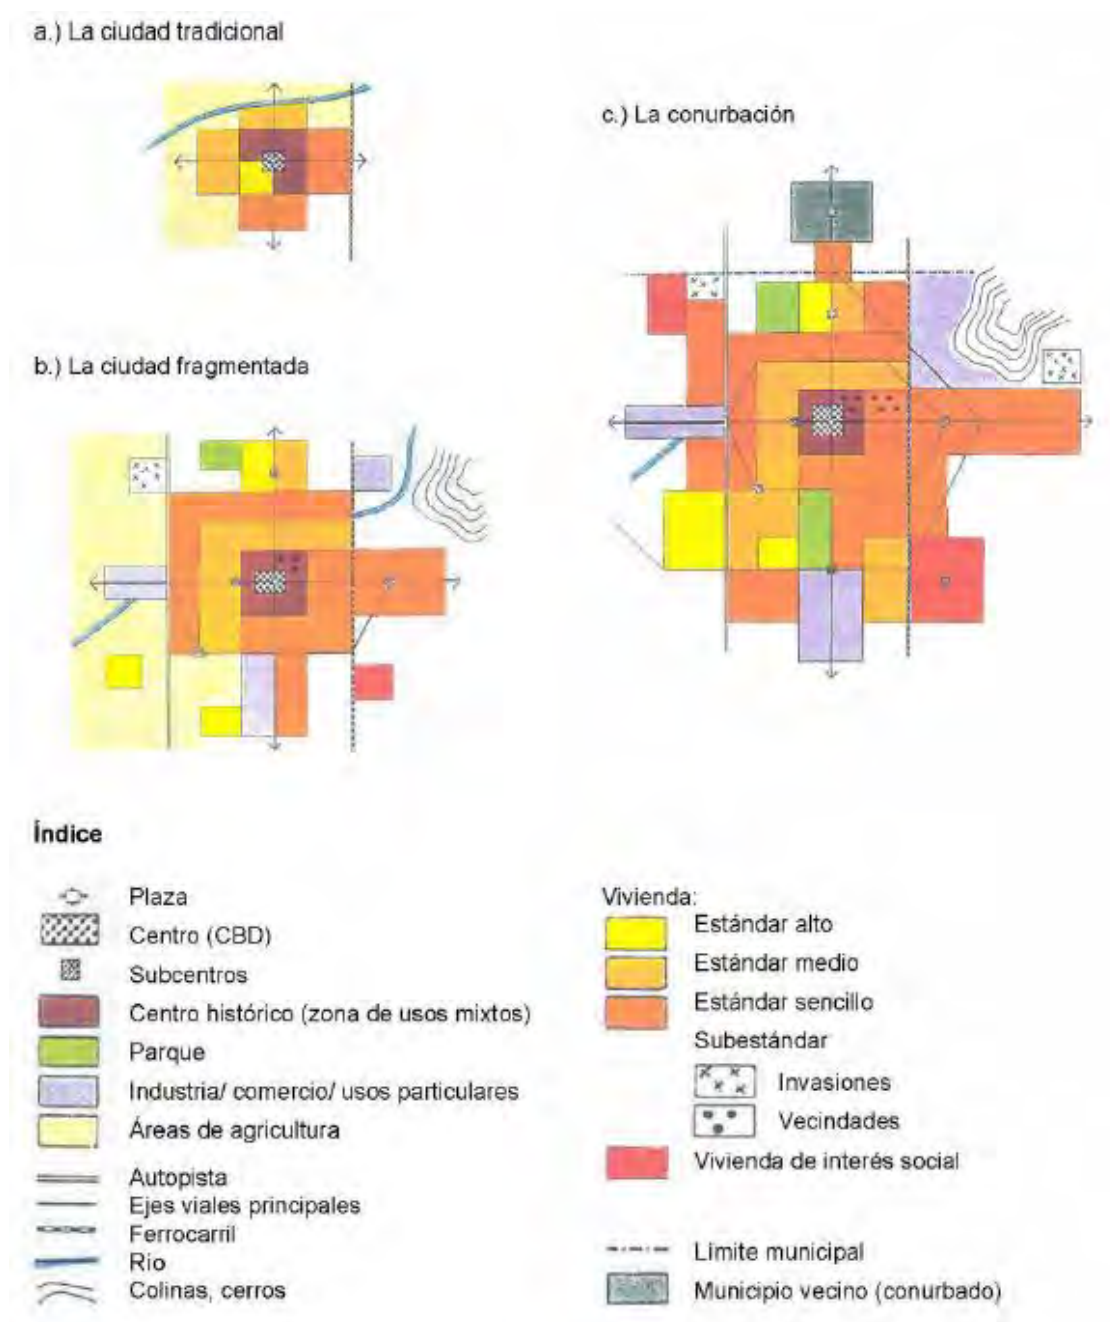 a.) La ciudad tradicional
b.) La ciudad fragmentada
c.) La conurbación
Índice
Plaza
Centro (CBD)
Subcentros
Centro histórico (zona de usos mixtos)
Parque
Industria/ comercio/ usos particulares
Áreas de agricultura
Autopista
Ejes viales principales
Ferrocarril
Río
Colinas, cerros
Vivienda:
Estándar alto
Estándar medio
Estándar sencillo
Subestándar
Invasiones
Vecindades
Vivienda de interés social
Límite municipal
Municipio vecino (conurbado)